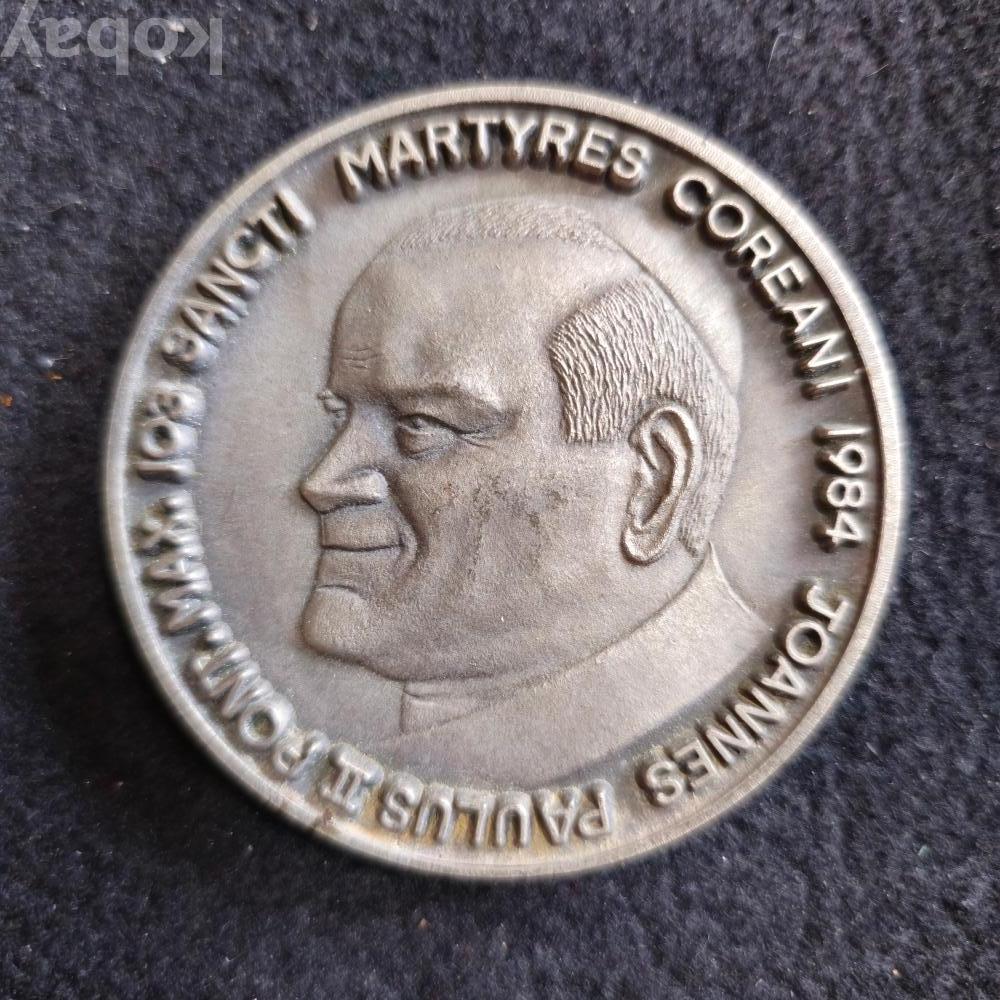 kobay
JOANNES PAULUS II, PONT. MAX. 103 SANCTI MARTYRES COREANI 1984